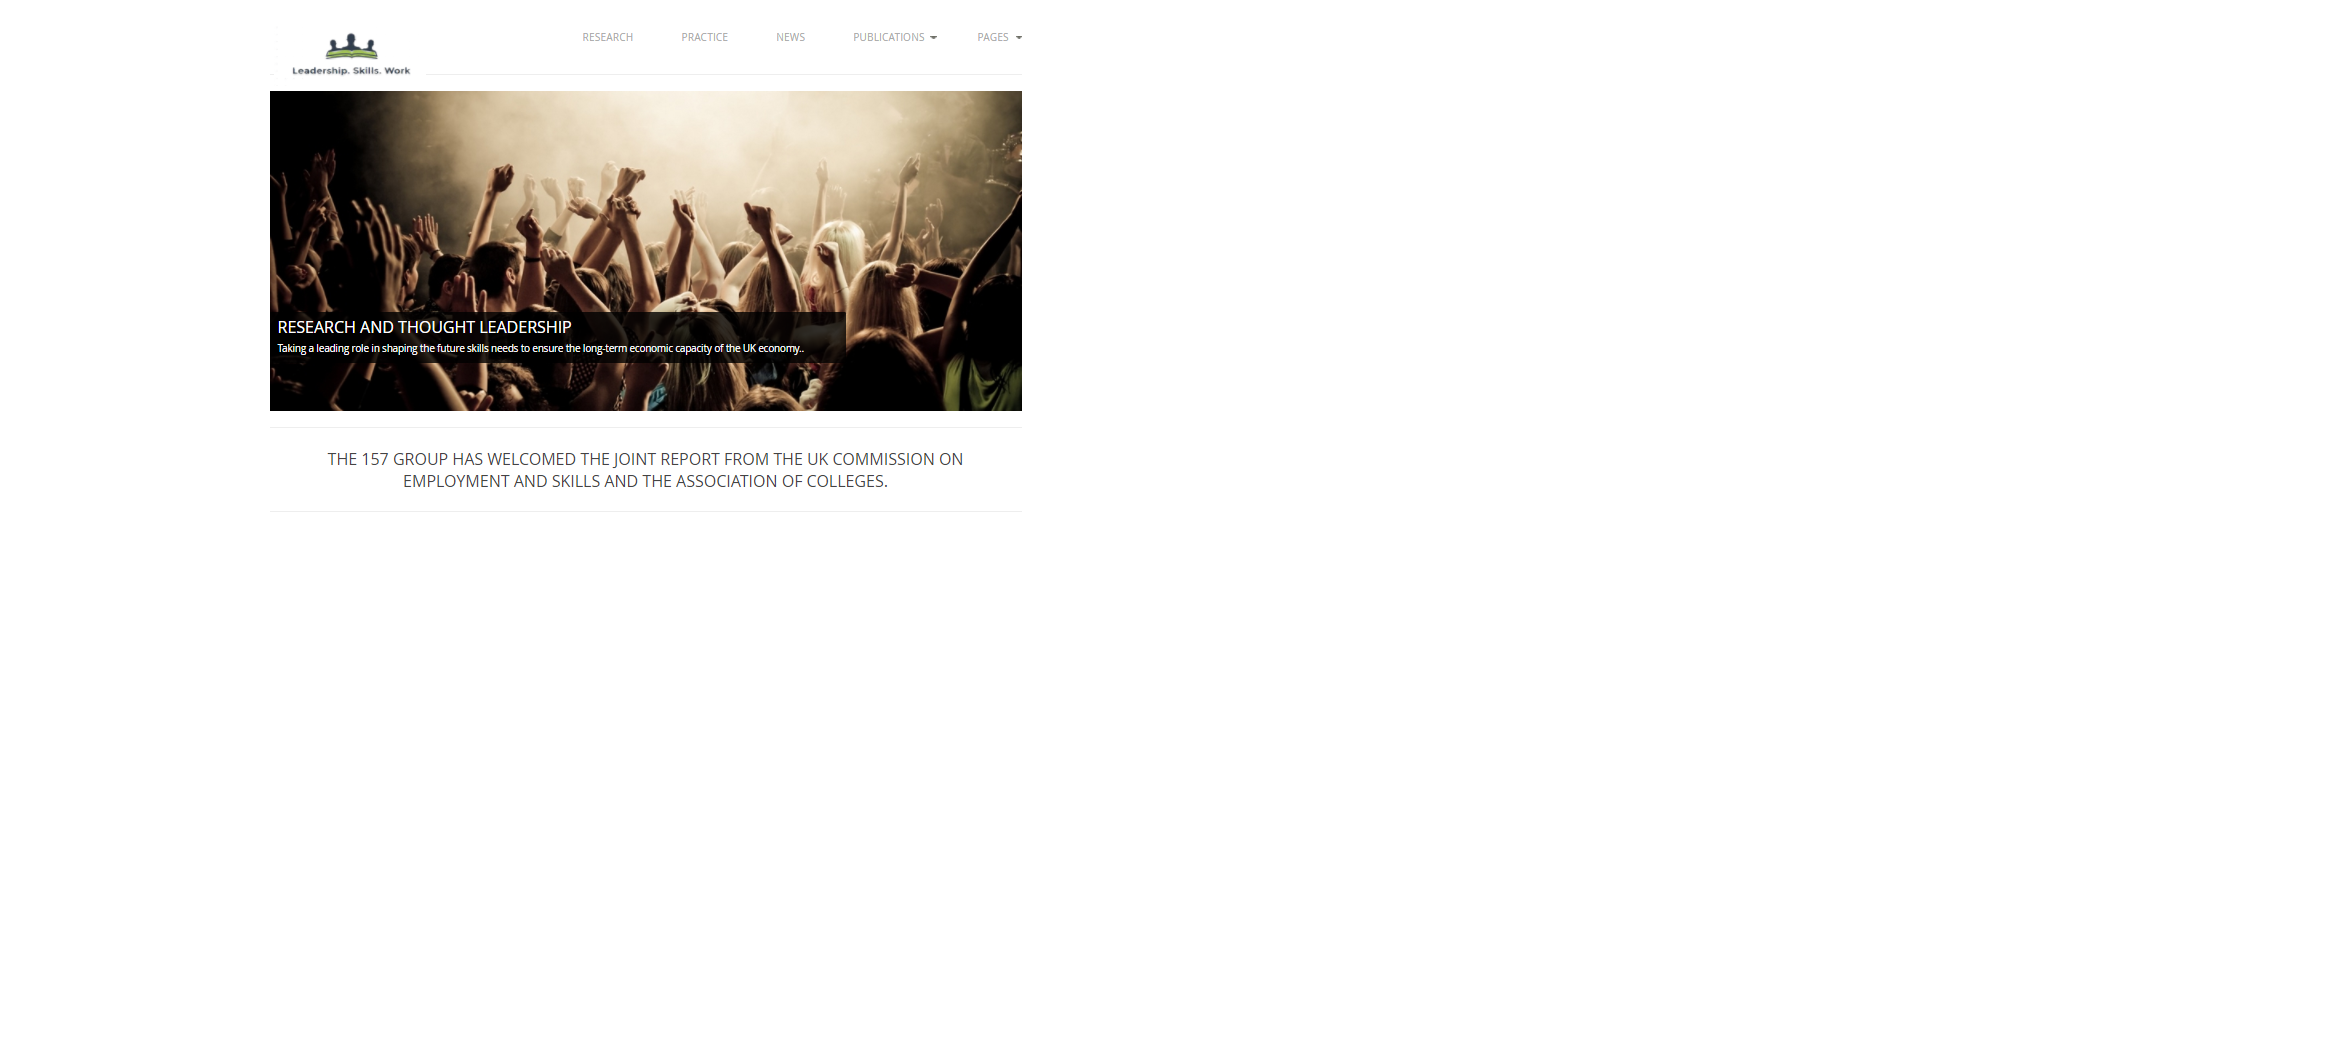 Leadership. Skills. Work
RESEARCH
PRACTICE
NEWS
PUBLICATIONS
PAGES
RESEARCH AND THOUGHT LEADERSHIP
Taking a leading role in shaping the future skills needs to ensure the long-term economic capacity of the UK economy..
THE 157 GROUP HAS WELCOMED THE JOINT REPORT FROM THE UK COMMISSION ON
EMPLOYMENT AND SKILLS AND THE ASSOCIATION OF COLLEGES.